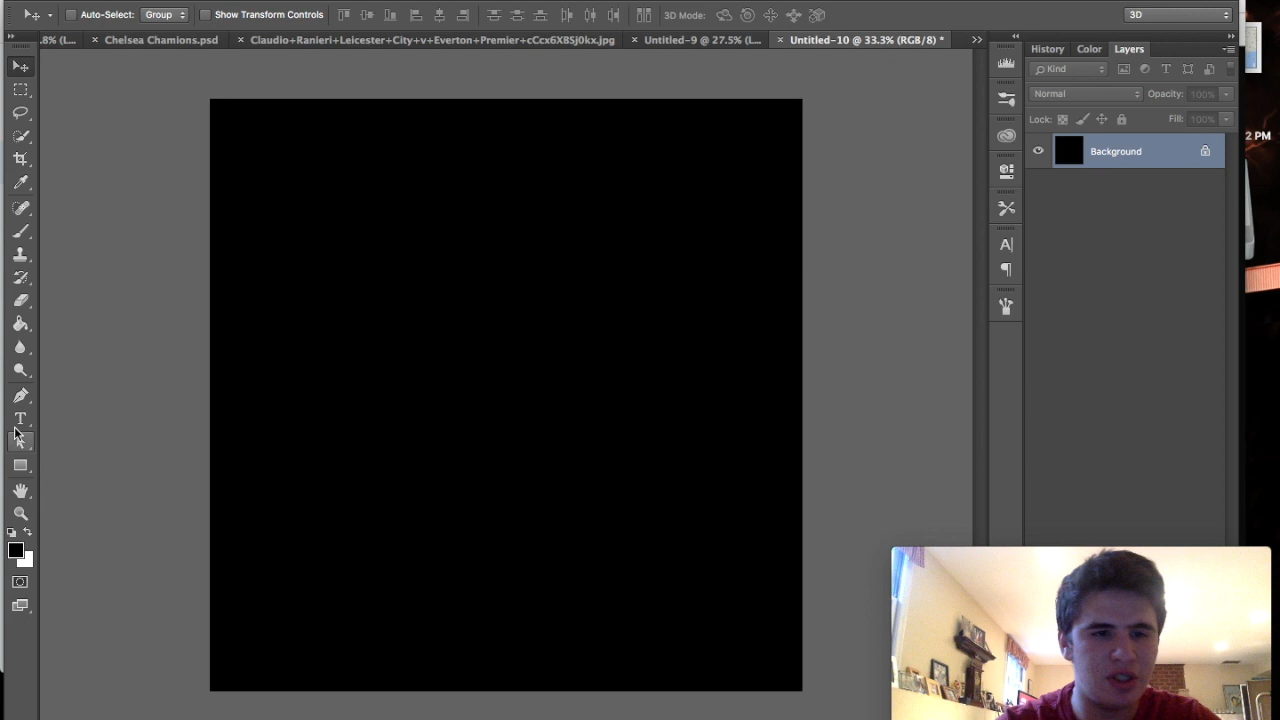 Auto-Select: Group Show Transform Controls 3D Mode: 3D
.8% (L... × Chelsea Chamions.psd × Claudio+Ranieri+Leicester+City+v+Everton+Premier+cCcx6X8Sj0kx.jpg × Untitled-9 @ 27.5% (L... × Untitled-10 @ 33.3% (RGB/8) *
History Color Layers
Kind
Normal Opacity: 100%
Lock: Fill: 100%
2 PM
Background
T
A|